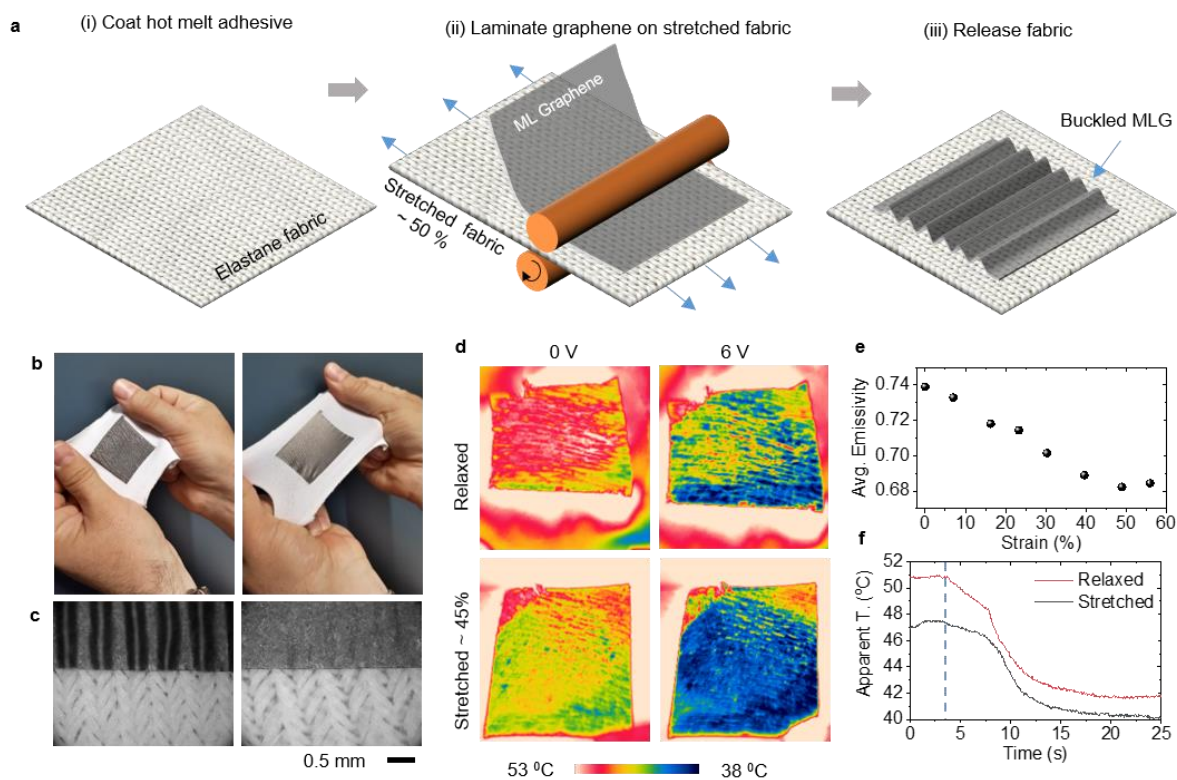 a
(i) Coat hot melt adhesive
(ii) Laminate graphene on stretched fabric
(iii) Release fabric
Elastane fabric
ML Graphene
Stretched fabric
~ 50 %
Buckled MLG
b
c
0.5 mm
d
0 V
6 V
Relaxed
Stretched ~ 45%
53 ⁰C
38 ⁰C
e
Avg. Emissivity
0.74
0.72
0.70
0.68
0 10 20 30 40 50 60
Strain (%)
f
Apparent T. (⁰C)
52
50
48
46
44
42
40
Relaxed
Stretched
0 5 10 15 20 25
Time (s)